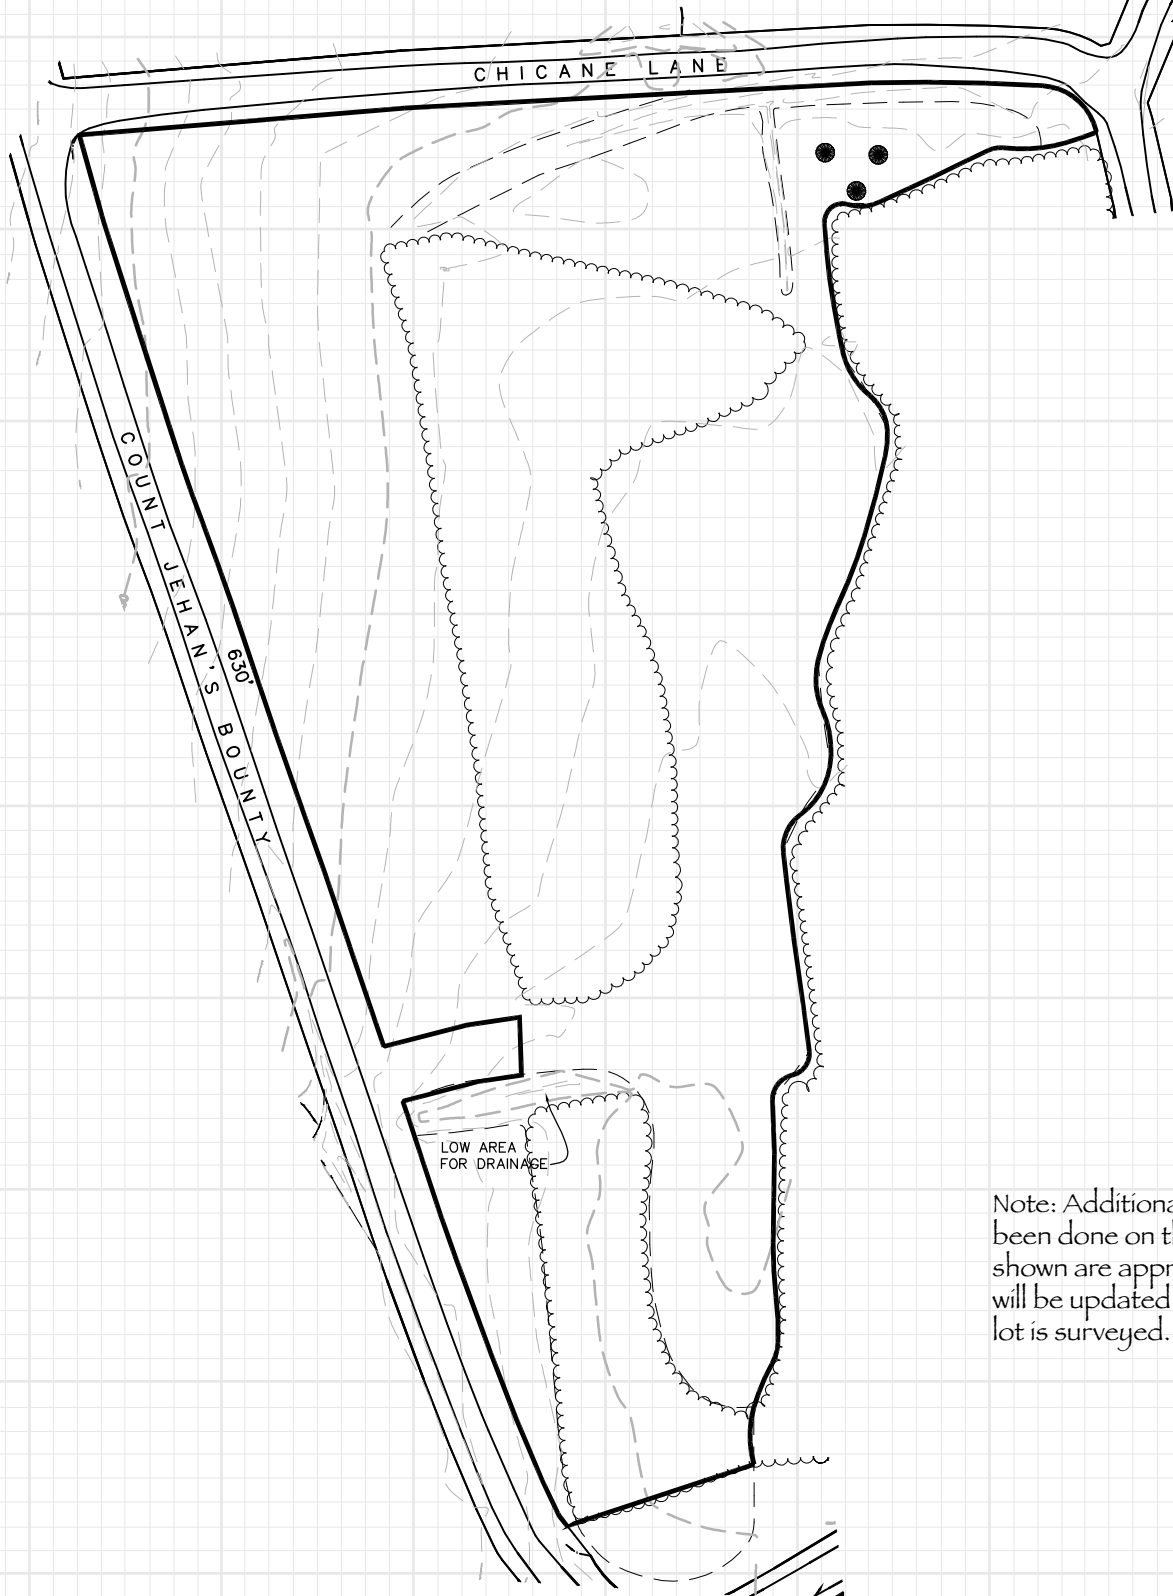 CHICANE LANE
COUNT JEHAN'S BOUNTY
630'
LOW AREA
FOR DRAINAGE
Note: Additiona
been done on t
shown are appr
will be updated
lot is surveyed.